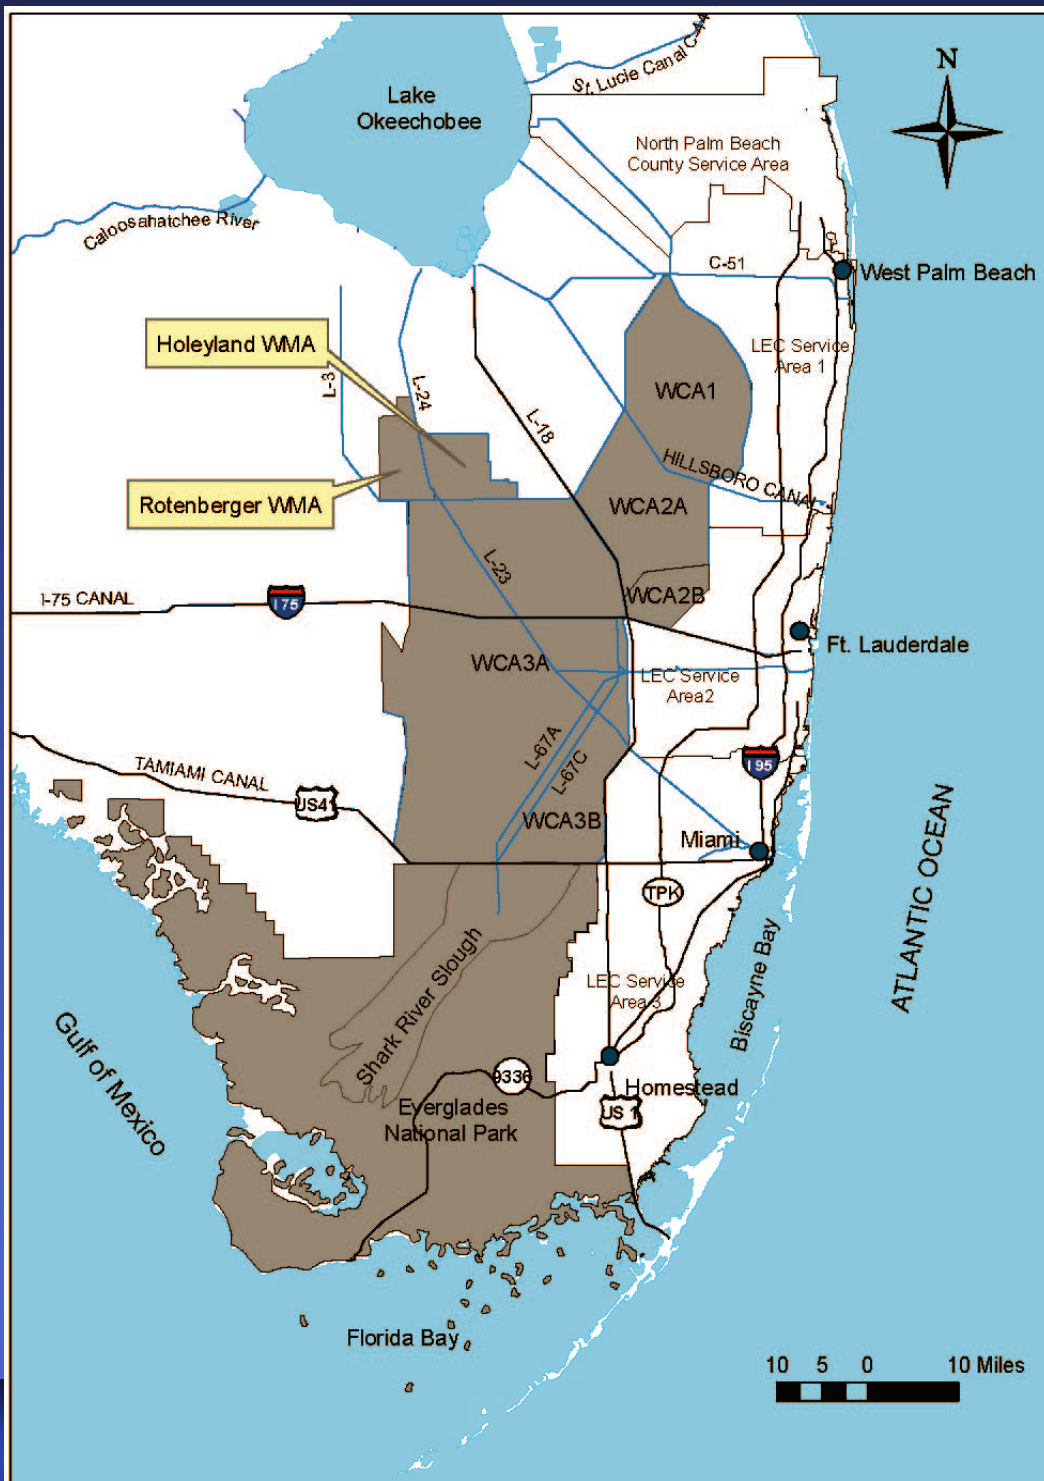 St. Lucie Canal C-44
N
Lake
Okeechobee
North Palm Beach
County Service Area
Caloosahatchee River
C-51
West Palm Beach
Holeyland WMA
LEC Service
Area 1
L-3
L-24
WCA1
L-18
HILLSBORO CANAL
Rotenberger WMA
WCA2A
L-23
I-75 CANAL
I 75
WCA2B
Ft. Lauderdale
WCA3A
LEC Service
Area2
L-67A
L-67C
I 95
TAMIAMI CANAL
US41
WCA3B
Miami
TPK
ATLANTIC OCEAN
Shark River Slough
LEC Service
Area 3
Biscayne Bay
Gulf of Mexico
9336
Homestead
US 1
Everglades
National Park
Florida Bay
10 5 0 10 Miles